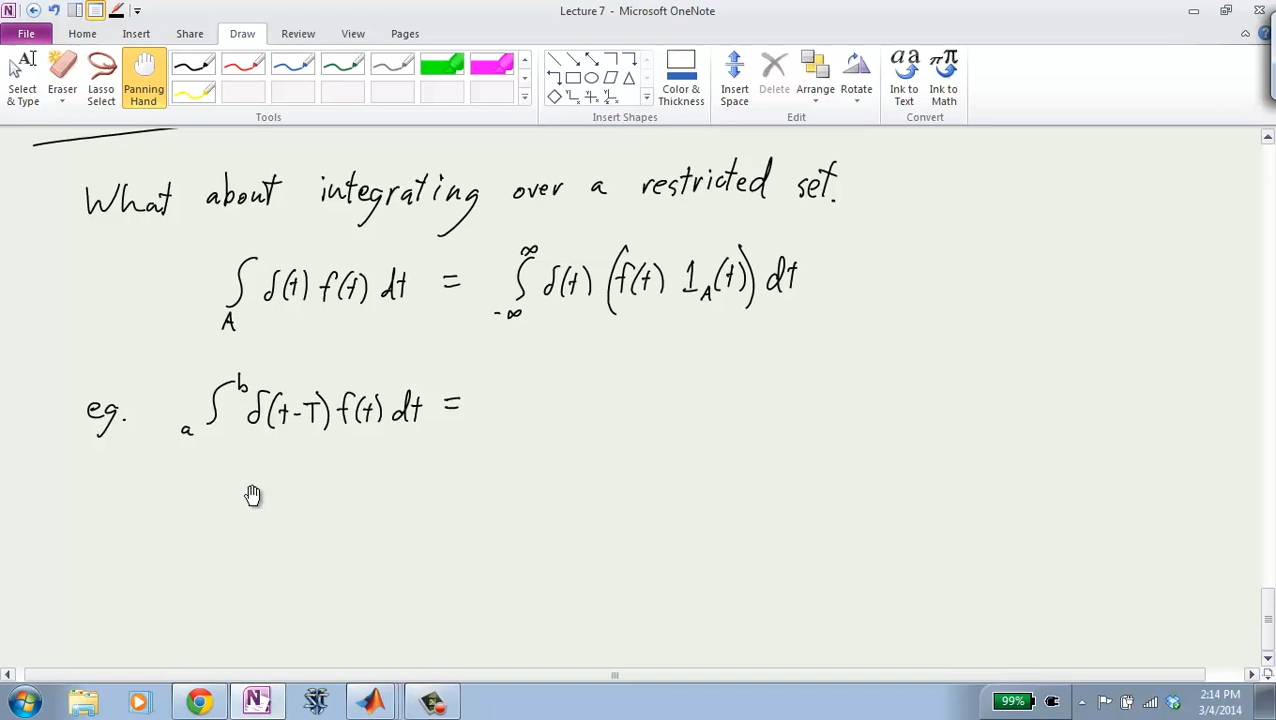 Lecture 7 - Microsoft OneNote
File Home Insert Share Draw Review View Pages
Select & Type
Eraser
Lasso Select
Panning Hand
Color & Thickness
Insert Space
Delete
Arrange
Rotate
Ink to Text
Ink to Math
Tools
Insert Shapes
Edit
Convert
What about integrating over a restricted set.
∫_A δ(t) f(t) dt = ∫_{-∞}^{∞} δ(t) (f(t) 1_A(t)) dt
eg. ∫_a^b δ(t-T) f(t) dt =
99%
2:14 PM
3/4/2014